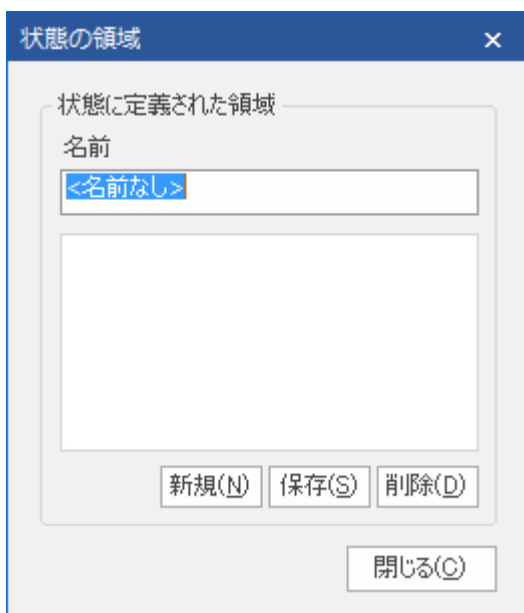 状態の領域
状態に定義された領域
名前
<名前なし>
新規(N) 保存(S) 削除(D)
閉じる(C)